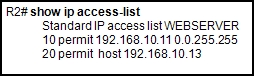 R2# show ip access-list
Standard IP access list WEBSERVER
10 permit 192.168.10.11 0.0.255.255
20 permit host 192.168.10.13